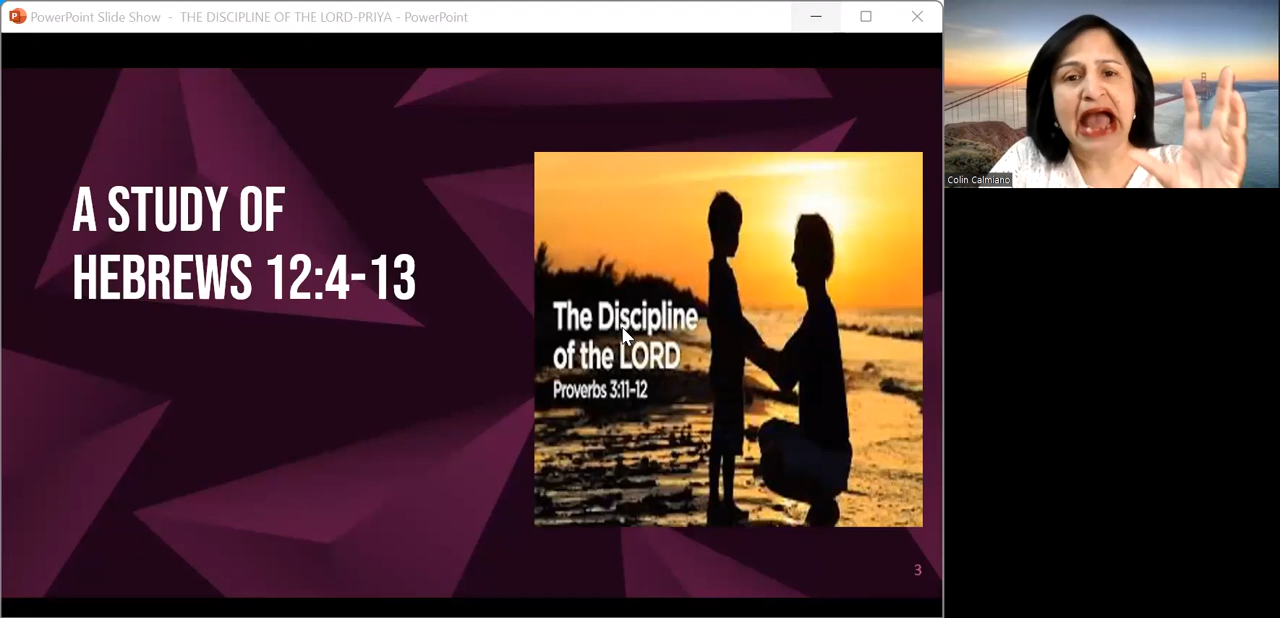 PowerPoint Slide Show - THE DISCIPLINE OF THE LORD-PRIYA - PowerPoint
A STUDY OF
HEBREWS 12:4-13
The Discipline
of the LORD
Proverbs 3:11-12
3
Colin Calmiano